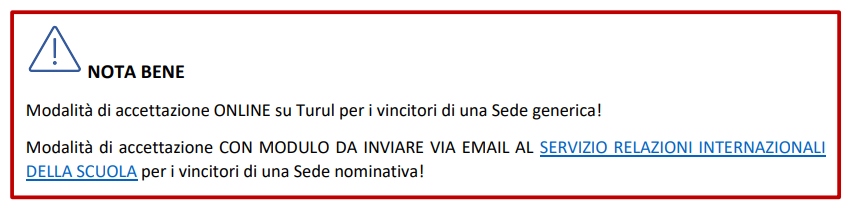 NOTA BENE
Modalità di accettazione ONLINE su Turul per i vincitori di una Sede generica!
Modalità di accettazione CON MODULO DA INVIARE VIA EMAIL AL SERVIZIO RELAZIONI INTERNAZIONALI
DELLA SCUOLA per i vincitori di una Sede nominativa!